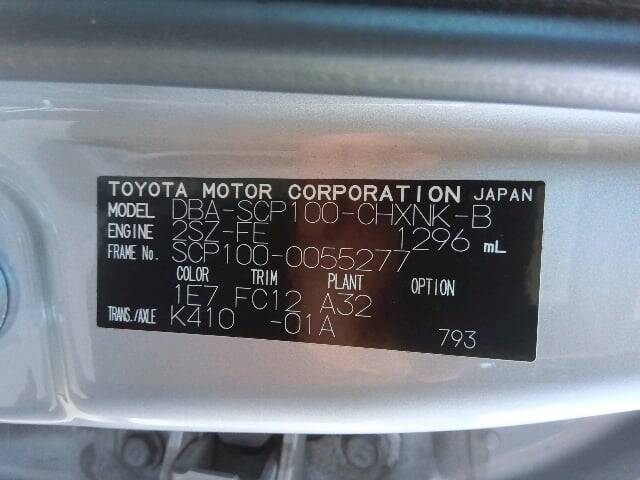 TOYOTA MOTOR CORPORATION JAPAN
MODEL DBA-SCP100-CHXNK-B
ENGINE 2SZ-FE 1296 mL
FRAME No. SCP100-0055277
COLOR TRIM PLANT OPTION
1E7 FC12 A32
TRANS./AXLE K410 -01A
793